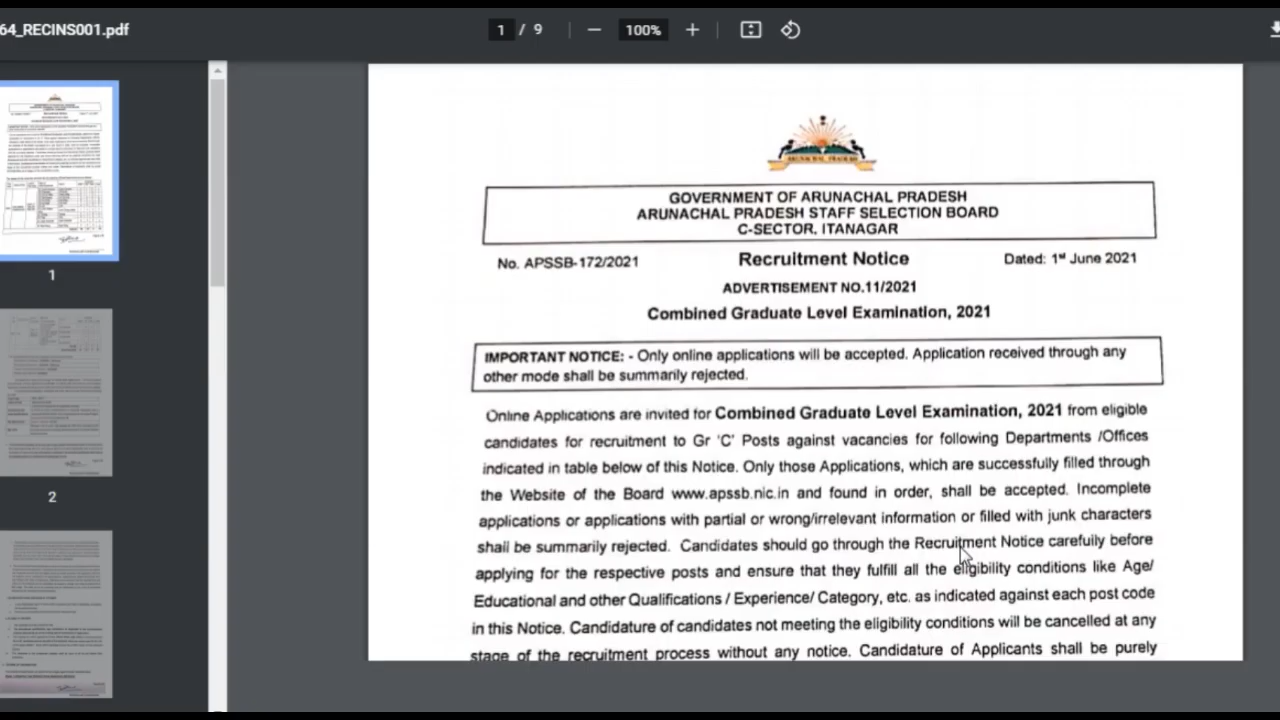 64_RECINS001.pdf
1 / 9
100%
1
2
ARUNACHAL PRADESH
GOVERNMENT OF ARUNACHAL PRADESH
ARUNACHAL PRADESH STAFF SELECTION BOARD
C-SECTOR, ITANAGAR
No. APSSB-172/2021 Recruitment Notice Dated: 1st June 2021
ADVERTISEMENT NO.11/2021
Combined Graduate Level Examination, 2021
IMPORTANT NOTICE: - Only online applications will be accepted. Application received through any
other mode shall be summarily rejected.
Online Applications are invited for Combined Graduate Level Examination, 2021 from eligible
candidates for recruitment to Gr 'C' Posts against vacancies for following Departments /Offices
indicated in table below of this Notice. Only those Applications, which are successfully filled through
the Website of the Board www.apssb.nic.in and found in order, shall be accepted. Incomplete
applications or applications with partial or wrong/irrelevant information or filled with junk characters
shall be summarily rejected. Candidates should go through the Recruitment Notice carefully before
applying for the respective posts and ensure that they fulfill all the eligibility conditions like Age/
Educational and other Qualifications / Experience/ Category, etc. as indicated against each post code
in this Notice. Candidature of candidates not meeting the eligibility conditions will be cancelled at any
stage of the recruitment process without any notice. Candidature of Applicants shall be purely